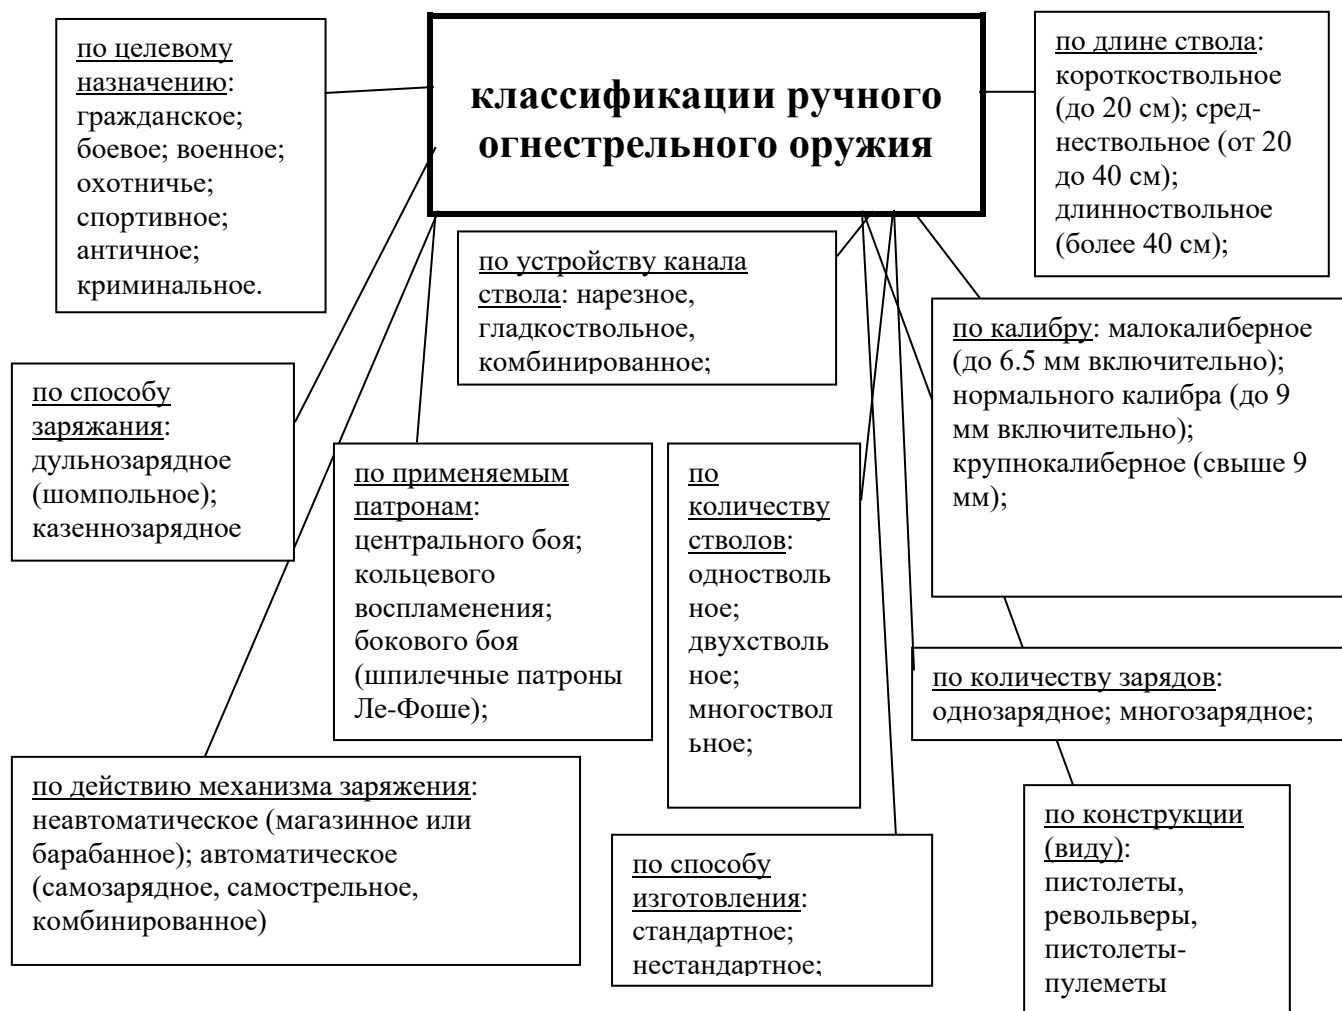 классификации ручного
огнестрельного оружия
по целевому
назначению:
гражданское;
боевое; военное;
охотничье;
спортивное;
античное;
криминальное.
по длине ствола:
короткоствольное
(до 20 см); сред-
нествольное (от 20
до 40 см);
длинноствольное
(более 40 см);
по устройству канала
ствола: нарезное,
гладкоствольное,
комбинированное;
по калибру: малокалиберное
(до 6.5 мм включительно);
нормального калибра (до 9
мм включительно);
крупнокалиберное (свыше 9
мм);
по способу
заряжания:
дульнозарядное
(шомпольное);
казеннозарядное
по применяемым
патронам:
центрального боя;
кольцевого
воспламенения;
бокового боя
(шпилечные патроны
Ле-Фоше);
по
количеству
стволов:
одностволь
ное;
двухстволь
ное;
многоствол
ьное;
по количеству зарядов:
однозарядное; многозарядное;
по действию механизма заряжения:
неавтоматическое (магазинное или
барабанное); автоматическое
(самозарядное, самострельное,
комбинированное)
по способу
изготовления:
стандартное;
нестандартное;
по конструкции
(виду):
пистолеты,
револьверы,
пистолеты-
пулеметы